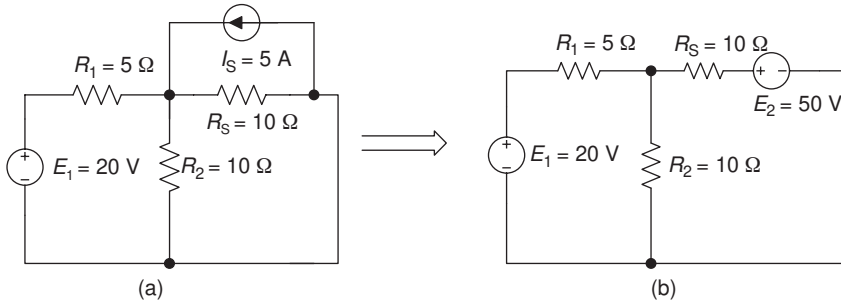 I_S = 5 A
R_1 = 5 Ω
R_S = 10 Ω
R_2 = 10 Ω
+
−
E_1 = 20 V
(a)
R_1 = 5 Ω
R_S = 10 Ω
+ −
E_2 = 50 V
+
−
E_1 = 20 V
R_2 = 10 Ω
(b)